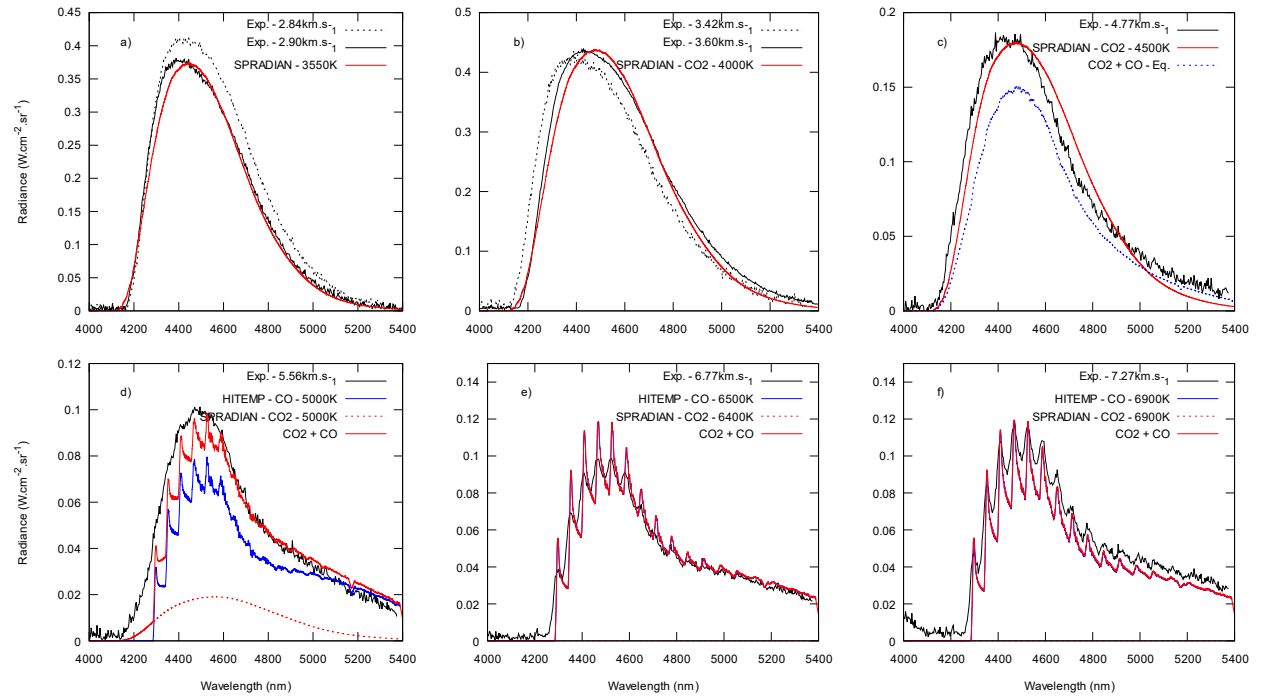 a)
Exp. - 2.84km.s-1
Exp. - 2.90km.s-1
SPRADIAN - 3550K
Radiance (W.cm-2.sr-1)
0.45
0.4
0.35
0.3
0.25
0.2
0.15
0.1
0.05
0
4000 4200 4400 4600 4800 5000 5200 5400
b)
Exp. - 3.42km.s-1
Exp. - 3.60km.s-1
SPRADIAN - CO2 - 4000K
0.5
0.4
0.3
0.2
0.1
0
4000 4200 4400 4600 4800 5000 5200 5400
c)
Exp. - 4.77km.s-1
SPRADIAN - CO2 - 4500K
CO2 + CO - Eq.
0.2
0.15
0.1
0.05
0
4000 4200 4400 4600 4800 5000 5200 5400
d)
Exp. - 5.56km.s-1
HITEMP - CO - 5000K
SPRADIAN - CO2 - 5000K
CO2 + CO
Radiance (W.cm-2.sr-1)
0.12
0.1
0.08
0.06
0.04
0.02
0
4000 4200 4400 4600 4800 5000 5200 5400
Wavelength (nm)
e)
Exp. - 6.77km.s-1
HITEMP - CO - 6500K
SPRADIAN - CO2 - 6400K
CO2 + CO
0.14
0.12
0.1
0.08
0.06
0.04
0.02
0
4000 4200 4400 4600 4800 5000 5200 5400
Wavelength (nm)
f)
Exp. - 7.27km.s-1
HITEMP - CO - 6900K
SPRADIAN - CO2 - 6900K
CO2 + CO
0.14
0.12
0.1
0.08
0.06
0.04
0.02
0
4000 4200 4400 4600 4800 5000 5200 5400
Wavelength (nm)